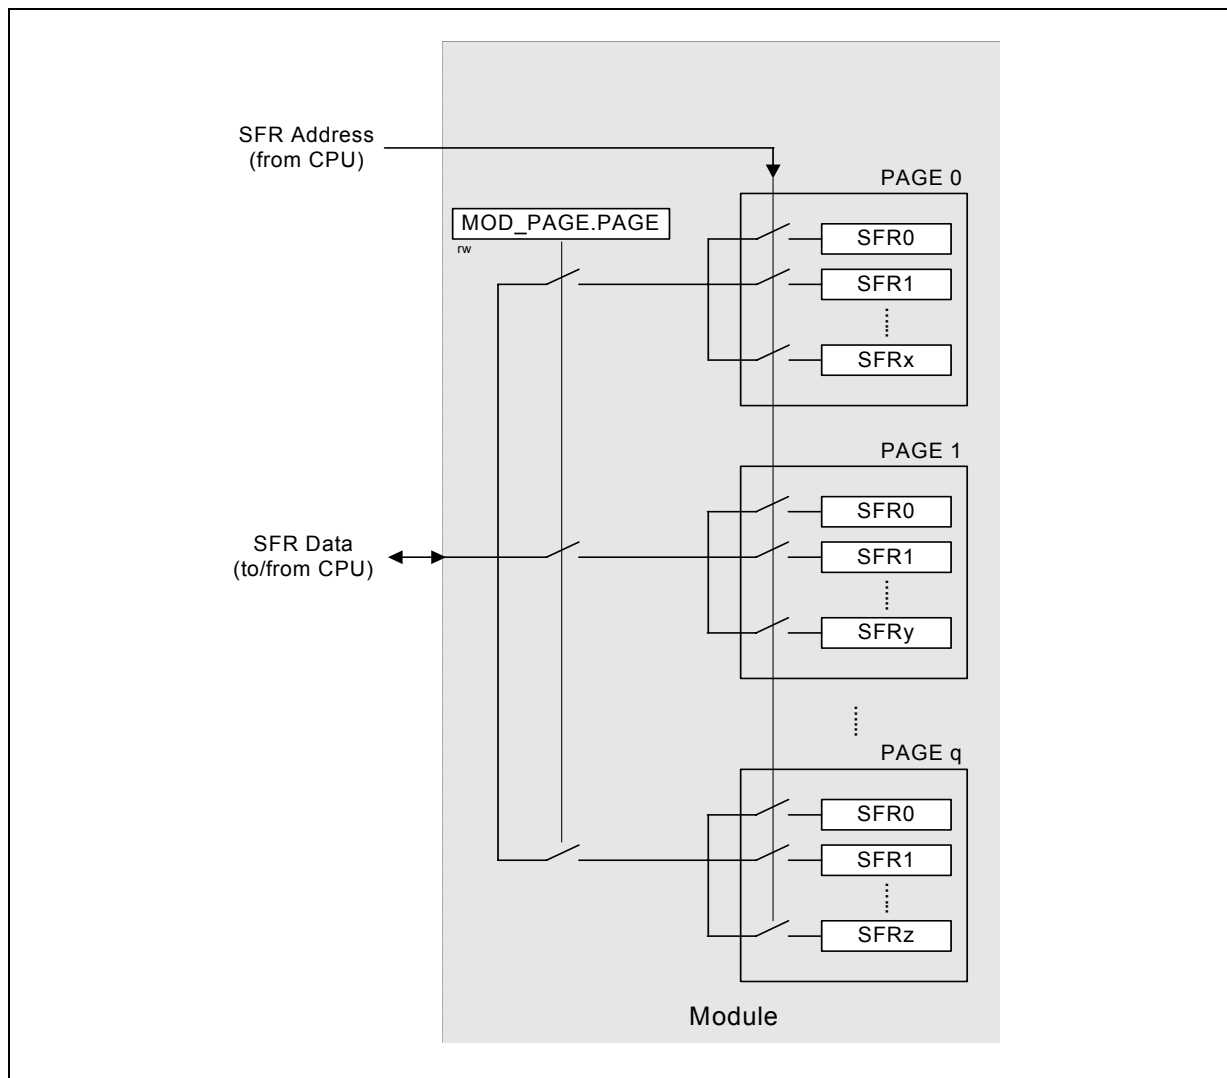 SFR Address
(from CPU)
PAGE 0
MOD_PAGE.PAGE
rw
SFR0
SFR1
SFRx
PAGE 1
SFR0
SFR Data
(to/from CPU)
SFR1
SFRy
PAGE q
SFR0
SFR1
SFRz
Module